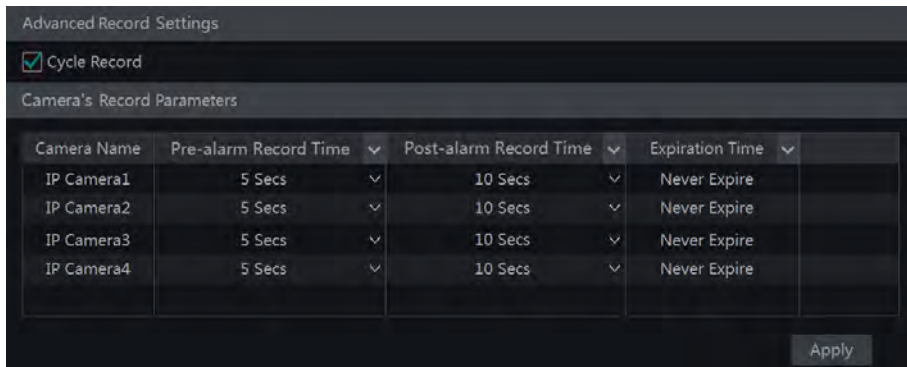 Advanced Record Settings
Cycle Record
Camera's Record Parameters
Camera Name Pre-alarm Record Time Post-alarm Record Time Expiration Time
IP Camera1 5 Secs 10 Secs Never Expire
IP Camera2 5 Secs 10 Secs Never Expire
IP Camera3 5 Secs 10 Secs Never Expire
IP Camera4 5 Secs 10 Secs Never Expire
Apply